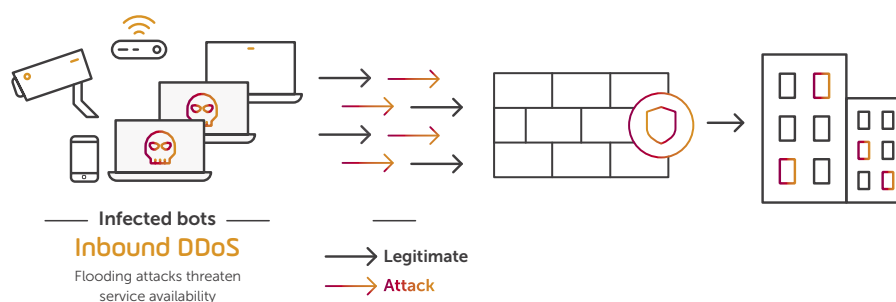 Infected bots
Inbound DDoS
Flooding attacks threaten
service availability
Legitimate
Attack